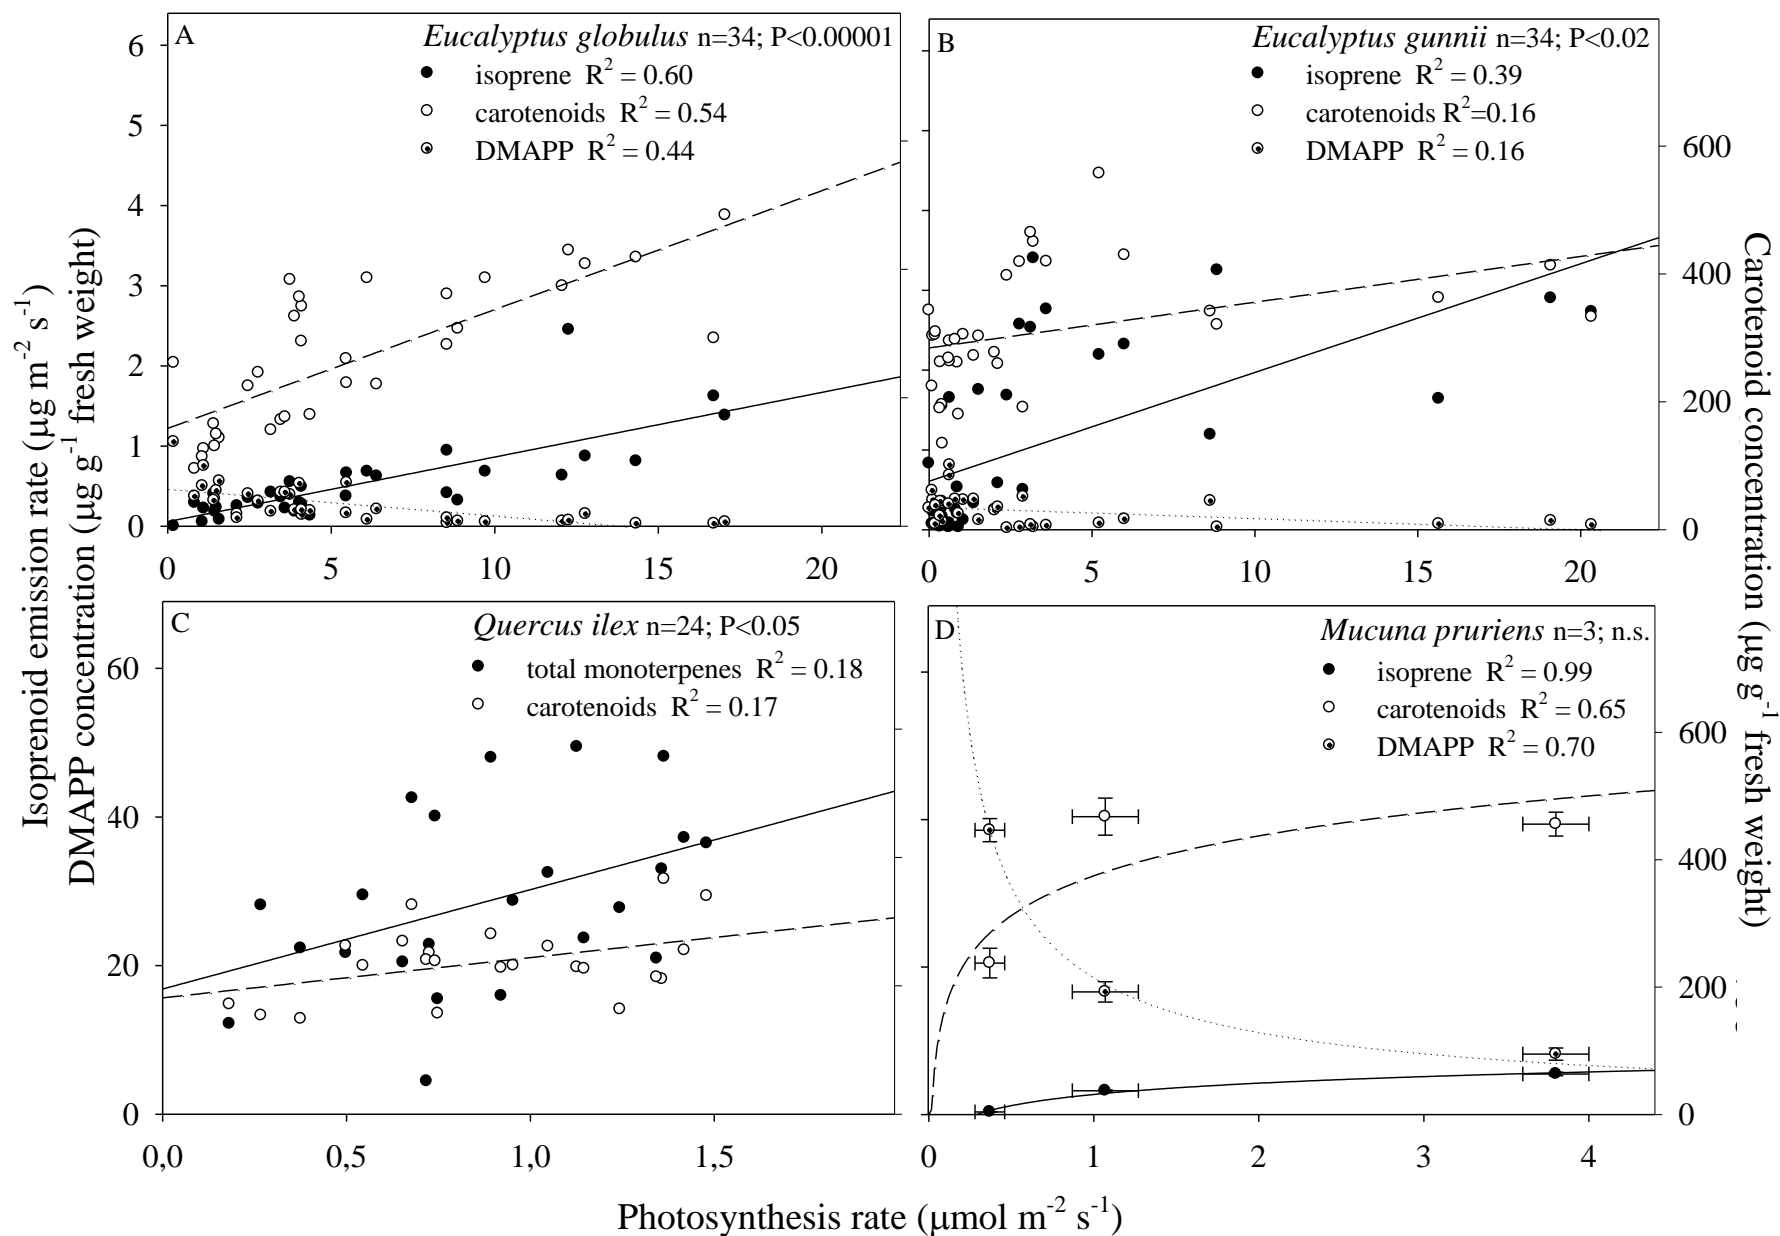 A
Eucalyptus globulus n=34; P<0.00001
isoprene R² = 0.60
carotenoids R² = 0.54
DMAPP R² = 0.44
6
5
4
3
2
1
0
0 5 10 15 20
B
Eucalyptus gunnii n=34; P<0.02
isoprene R² = 0.39
carotenoids R²=0.16
DMAPP R² = 0.16
600
400
200
0
0 5 10 15 20
C
Quercus ilex n=24; P<0.05
total monoterpenes R² = 0.18
carotenoids R² = 0.17
60
40
20
0
0,0 0,5 1,0 1,5
D
Mucuna pruriens n=3; n.s.
isoprene R² = 0.99
carotenoids R² = 0.65
DMAPP R² = 0.70
600
400
200
0
0 1 2 3 4
Isoprenoid emission rate (µg m⁻² s⁻¹)
DMAPP concentration (µg g⁻¹ fresh weight)
Carotenoid concentration (µg g⁻¹ fresh weight)
Photosynthesis rate (µmol m⁻² s⁻¹)